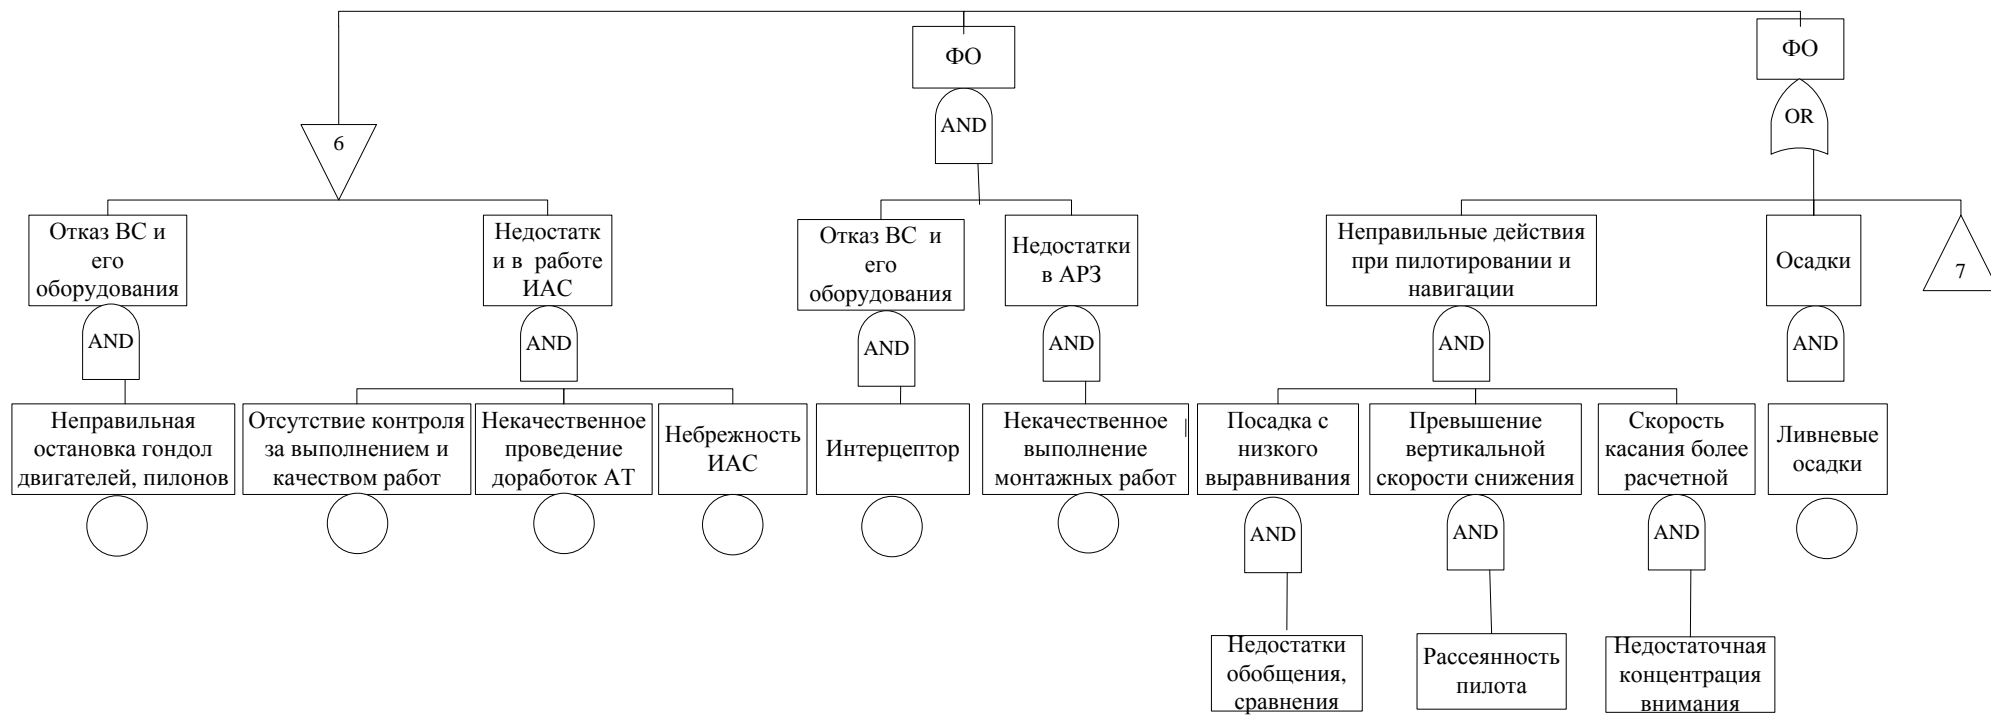 ФО
ФО
AND
OR
6
Отказ ВС и
его
оборудования
Недостатк
и в работе
ИАС
Отказ ВС и
его
оборудования
Недостатки
в АРЗ
Неправильные действия
при пилотировании и
навигации
Осадки
7
AND
AND
AND
AND
AND
AND
Неправильная
остановка гондол
двигателей, пилонов
Отсутствие контроля
за выполнением и
качеством работ
Некачественное
проведение
доработок АТ
Небрежность
ИАС
Интерцептор
Некачественное
выполнение
монтажных работ
Посадка с
низкого
выравнивания
Превышение
вертикальной
скорости снижения
Скорость
касания более
расчетной
Ливневые
осадки
AND
AND
AND
Недостатки
обобщения,
сравнения
Рассеянность
пилота
Недостаточная
концентрация
внимания